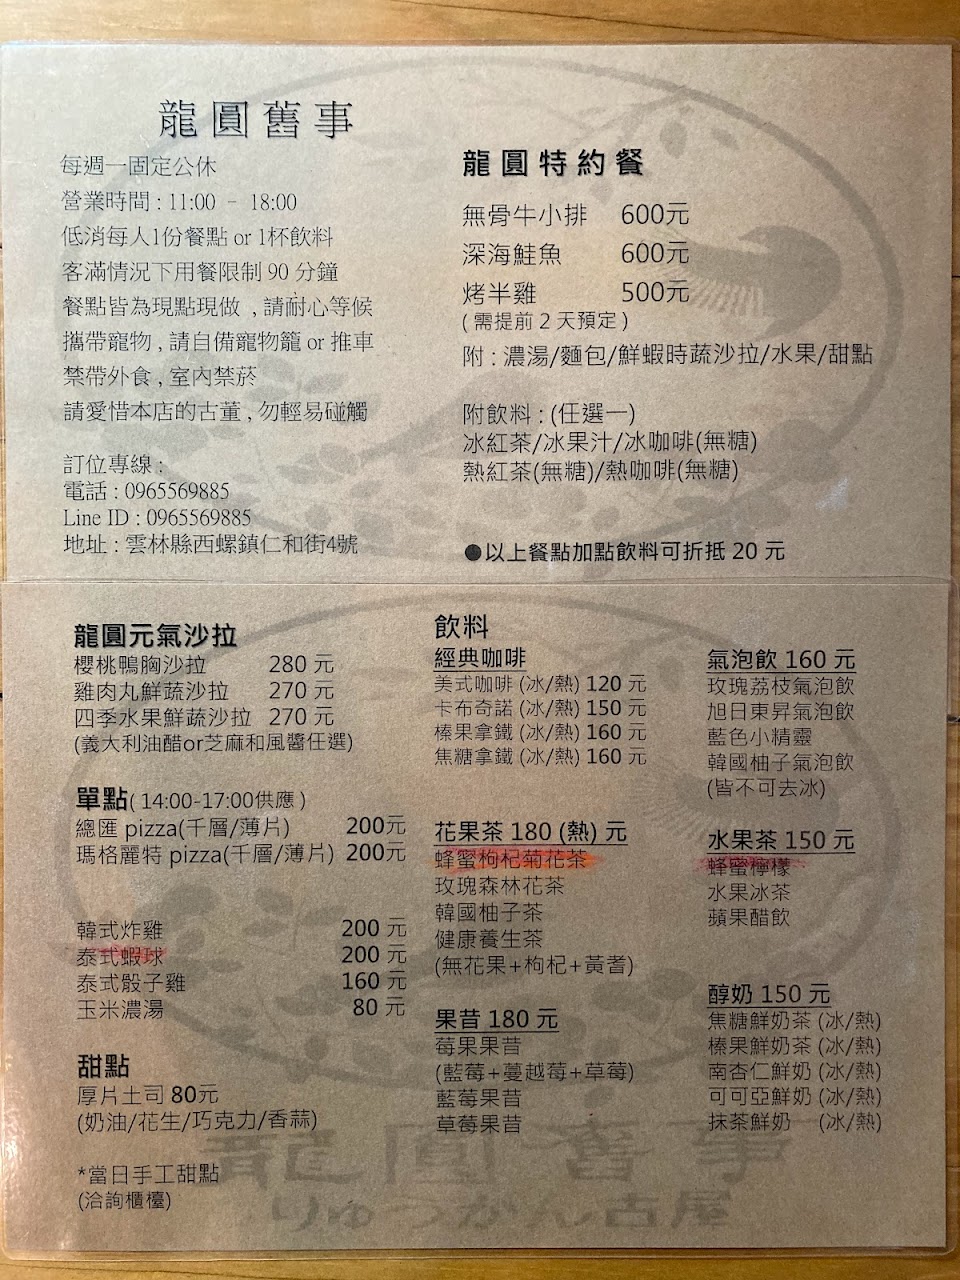 龍圓舊事
每週一固定公休
營業時間 : 11:00 － 18:00
低消每人1份餐點 or 1杯飲料
客滿情況下用餐限制 90 分鐘
餐點皆為現點現做 , 請耐心等候
攜帶寵物 , 請自備寵物籠 or 推車
禁帶外食 , 室內禁菸
請愛惜本店的古董 , 勿輕易碰觸
訂位專線 :
電話 : 0965569885
Line ID : 0965569885
地址 : 雲林縣西螺鎮仁和街4號
龍圓特約餐
無骨牛小排 600元
深海鮭魚 600元
烤半雞 500元
( 需提前 2 天預定 )
附 : 濃湯/麵包/鮮蝦時蔬沙拉/水果/甜點
附飲料 : (任選一)
冰紅茶/冰果汁/冰咖啡(無糖)
熱紅茶(無糖)/熱咖啡(無糖)
●以上餐點加點飲料可折抵 20 元
龍圓元氣沙拉
櫻桃鴨胸沙拉 280 元
雞肉丸鮮蔬沙拉 270 元
四季水果鮮蔬沙拉 270 元
(義大利油醋or芝麻和風醬任選)
單點( 14:00-17:00供應 )
總匯 pizza(千層/薄片) 200元
瑪格麗特 pizza(千層/薄片) 200元
韓式炸雞 200 元
泰式蝦球 200 元
泰式骰子雞 160 元
玉米濃湯 80 元
甜點
厚片土司 80元
(奶油/花生/巧克力/香蒜)
*當日手工甜點
(洽詢櫃檯)
飲料
經典咖啡
美式咖啡 (冰/熱) 120 元
卡布奇諾 (冰/熱) 150 元
榛果拿鐵 (冰/熱) 160 元
焦糖拿鐵 (冰/熱) 160 元
花果茶 180 (熱) 元
蜂蜜枸杞菊花茶
玫瑰森林花茶
韓國柚子茶
健康養生茶
(無花果+枸杞+黃耆)
果昔 180 元
莓果果昔
(藍莓+蔓越莓+草莓)
藍莓果昔
草莓果昔
氣泡飲 160 元
玫瑰荔枝氣泡飲
旭日東昇氣泡飲
藍色小精靈
韓國柚子氣泡飲
(皆不可去冰)
水果茶 150 元
蜂蜜檸檬
水果冰茶
蘋果醋飲
醇奶 150 元
焦糖鮮奶茶 (冰/熱)
榛果鮮奶茶 (冰/熱)
南杏仁鮮奶 (冰/熱)
可可亞鮮奶 (冰/熱)
抹茶鮮奶 (冰/熱)
龍圓舊事
りゅうかん古屋